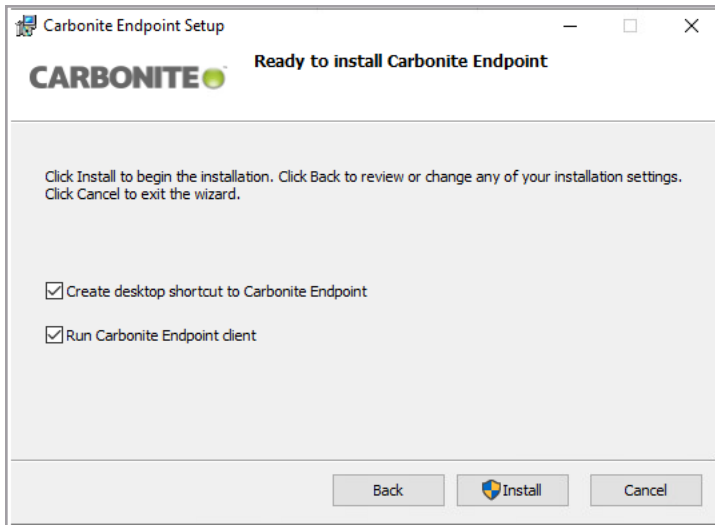 Carbonite Endpoint Setup
CARBONITE
Ready to install Carbonite Endpoint
Click Install to begin the installation. Click Back to review or change any of your installation settings.
Click Cancel to exit the wizard.
Create desktop shortcut to Carbonite Endpoint
Run Carbonite Endpoint client
Back Install Cancel